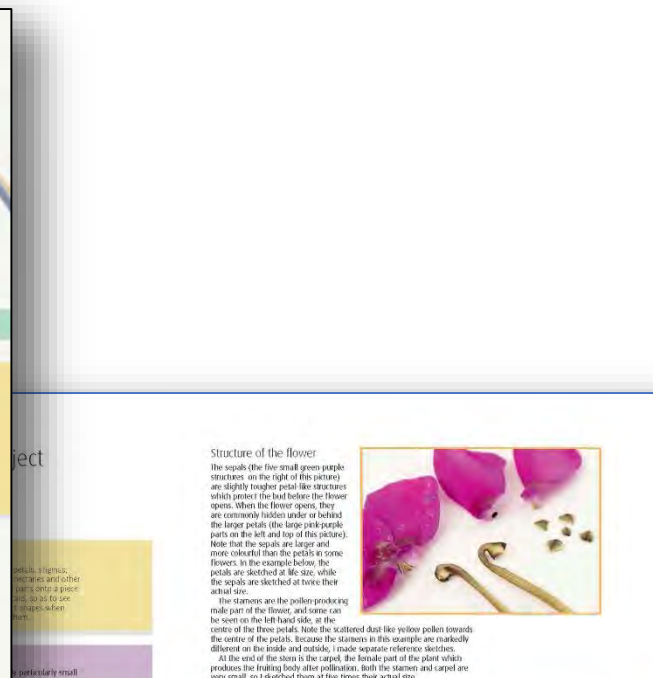 ject
petals, stigmas,
nectaries and other
parts onto a piece
so as to see
shapes when
particularly small
Structure of the flower
The sepals (the five small green-purple
structures on the right of this picture)
are slightly tougher petal-like structures
which protect the bud before the flower
opens. When the flower opens, they
are commonly hidden under or behind
the larger petals (the large pink-purple
parts on the left and top of this picture).
Note that the sepals are larger and
more colourful than the petals in some
flowers. In the example below, the
petals are sketched at life size, while
the sepals are sketched at twice their
actual size.
The stamens are the pollen-producing
male part of the flower, and some can
be seen on the left-hand side, at the
centre of the three petals. Note the scattered dust-like yellow pollen towards
the centre of the petals. Because the stamens in this example are markedly
different on the inside and outside, I made separate reference sketches.
At the end of the stem is the carpel, the female part of the plant which
produces the fruiting body after pollination. Both the stamen and carpel are
very small, so I sketched them at five times their actual size.